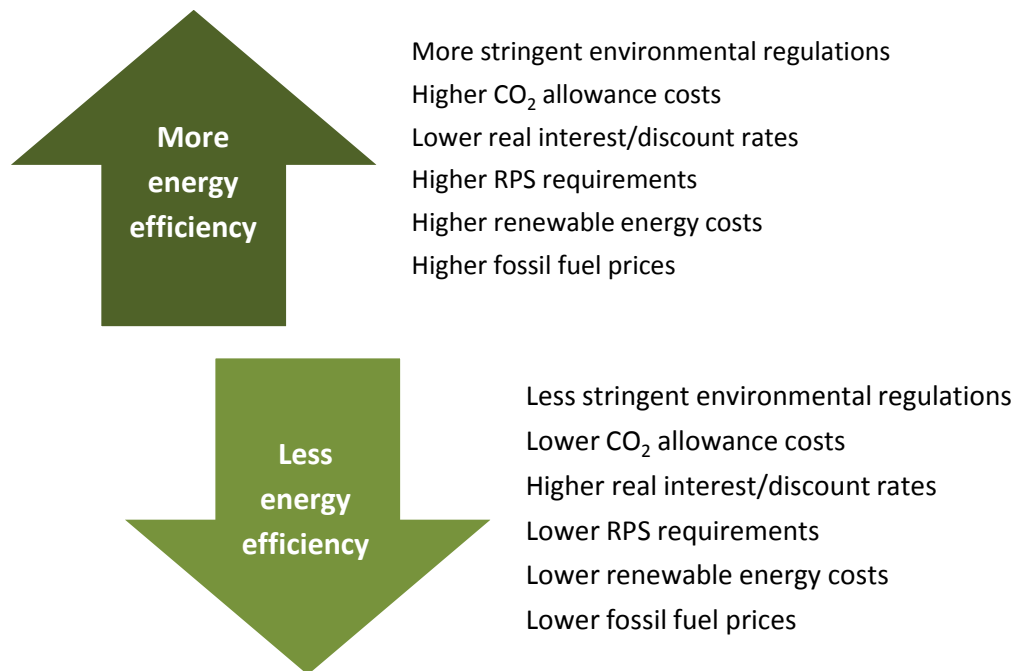 More
energy
efficiency
More stringent environmental regulations
Higher CO₂ allowance costs
Lower real interest/discount rates
Higher RPS requirements
Higher renewable energy costs
Higher fossil fuel prices
Less
energy
efficiency
Less stringent environmental regulations
Lower CO₂ allowance costs
Higher real interest/discount rates
Lower RPS requirements
Lower renewable energy costs
Lower fossil fuel prices